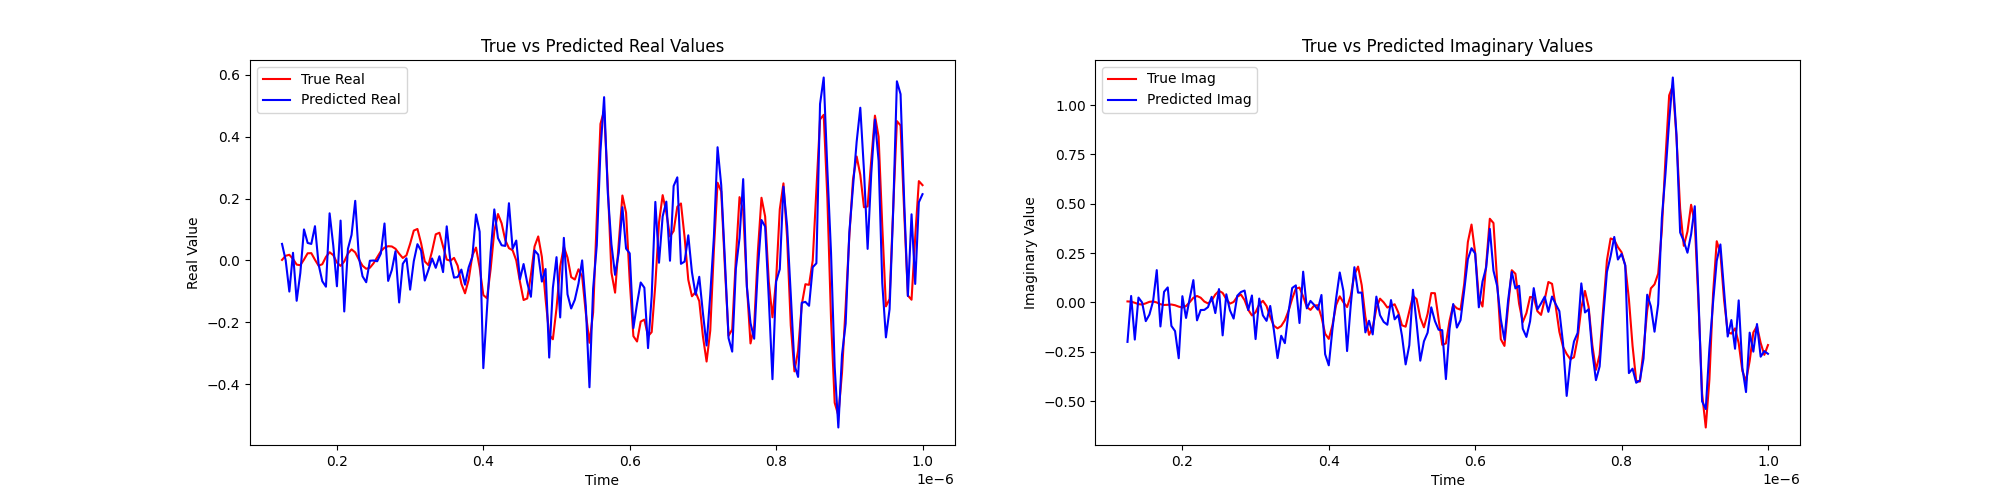 True vs Predicted Real Values
True Real
Predicted Real
Real Value
0.6
0.4
0.2
0.0
−0.2
−0.4
0.2 0.4 0.6 0.8 1.0
1e−6
Time
True vs Predicted Imaginary Values
True Imag
Predicted Imag
Imaginary Value
1.00
0.75
0.50
0.25
0.00
−0.25
−0.50
0.2 0.4 0.6 0.8 1.0
1e−6
Time